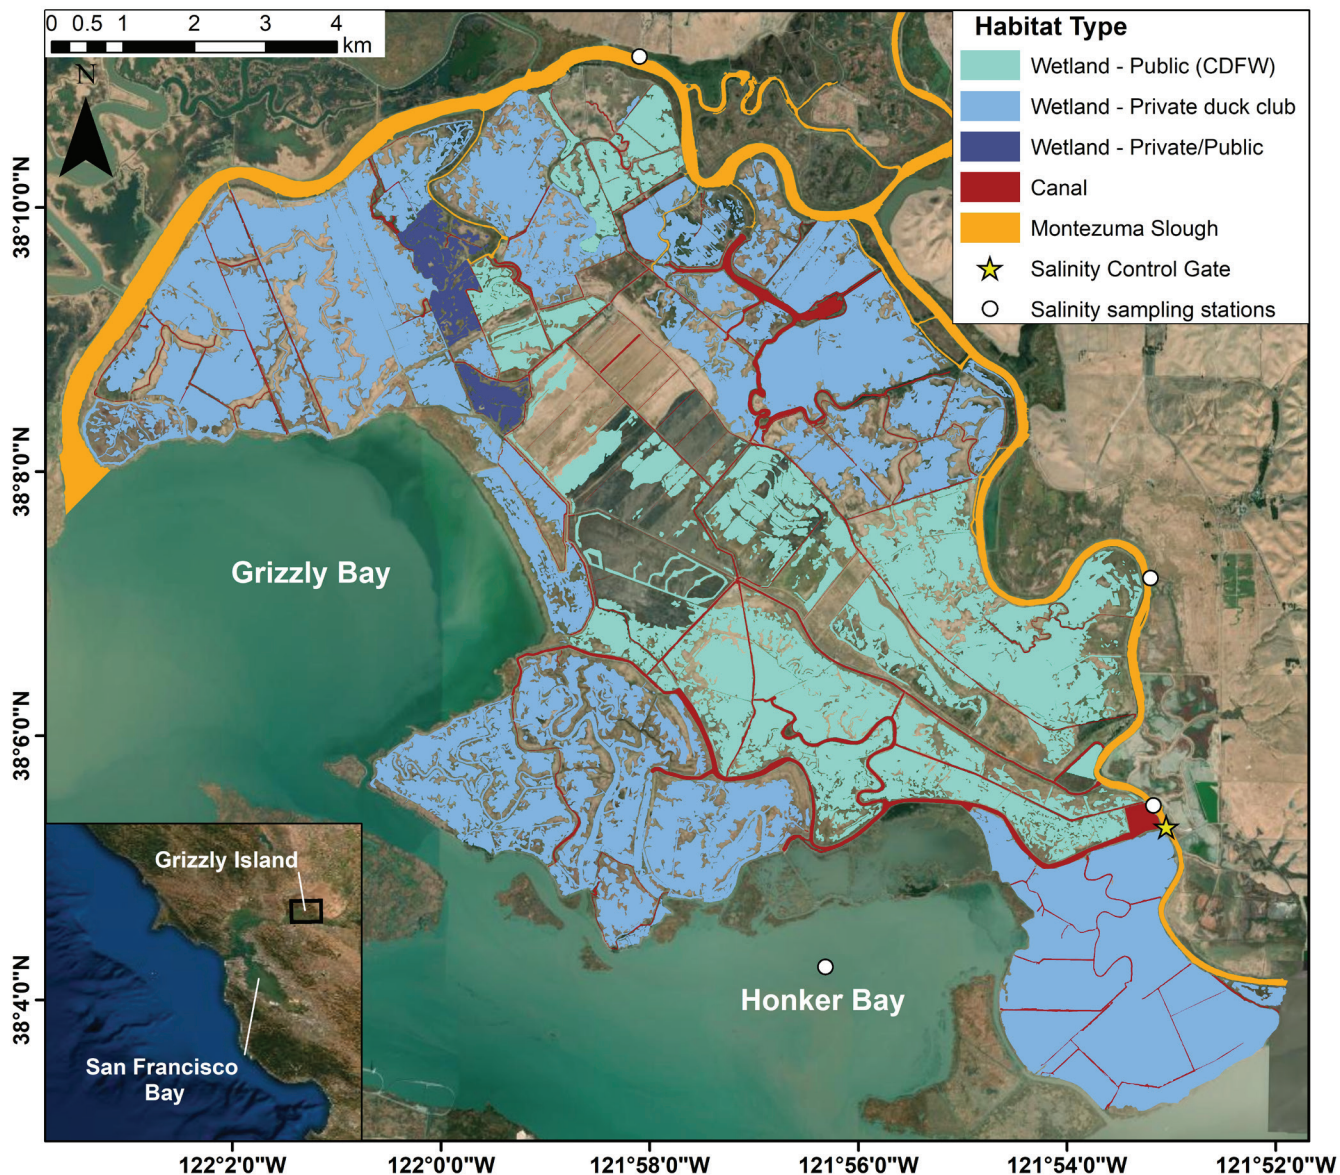 0 0.5 1 2 3 4
km
N
Habitat Type
Wetland - Public (CDFW)
Wetland - Private duck club
Wetland - Private/Public
Canal
Montezuma Slough
Salinity Control Gate
Salinity sampling stations
38°10'0"N
38°8'0"N
38°6'0"N
38°4'0"N
Grizzly Bay
Honker Bay
Grizzly Island
San Francisco
Bay
122°2'0"W 122°0'0"W 121°58'0"W 121°56'0"W 121°54'0"W 121°52'0"W